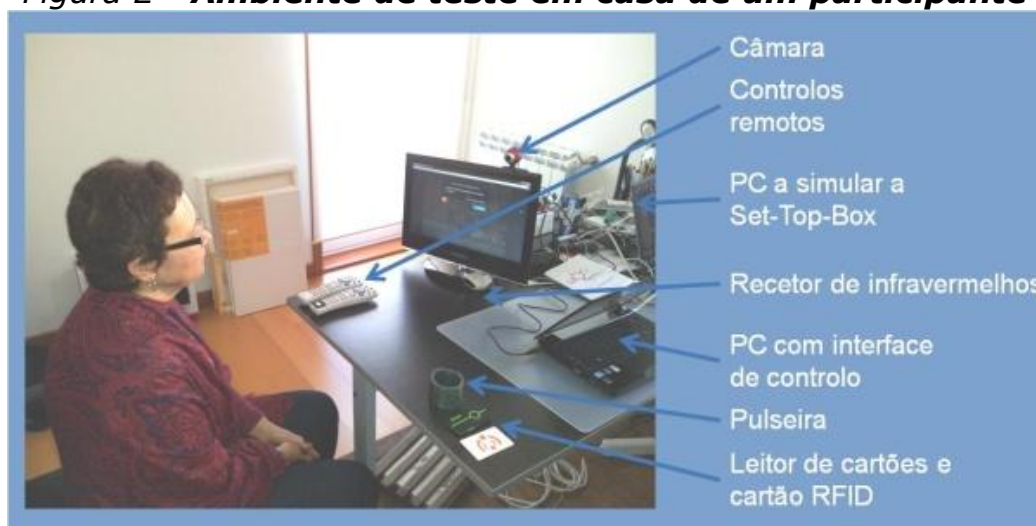 Figura 2 - Ambiente de teste em casa de um participante
Câmara
Controlos
remotos
PC a simular a
Set-Top-Box
Recetor de infravermelhos
PC com interface
de controlo
Pulseira
Leitor de cartões e
cartão RFID